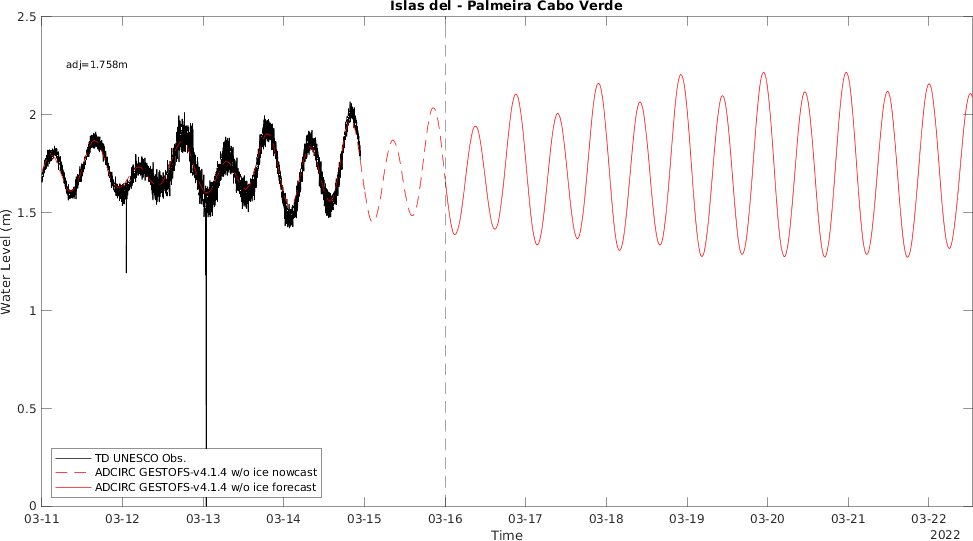 Islas del - Palmeira Cabo Verde
2.5
adj=1.758m
2
1.5
Water Level (m)
1
0.5
TD UNESCO Obs.
ADCIRC GESTOFS-v4.1.4 w/o ice nowcast
ADCIRC GESTOFS-v4.1.4 w/o ice forecast
0
03-11 03-12 03-13 03-14 03-15 03-16 03-17 03-18 03-19 03-20 03-21 03-22
Time 2022